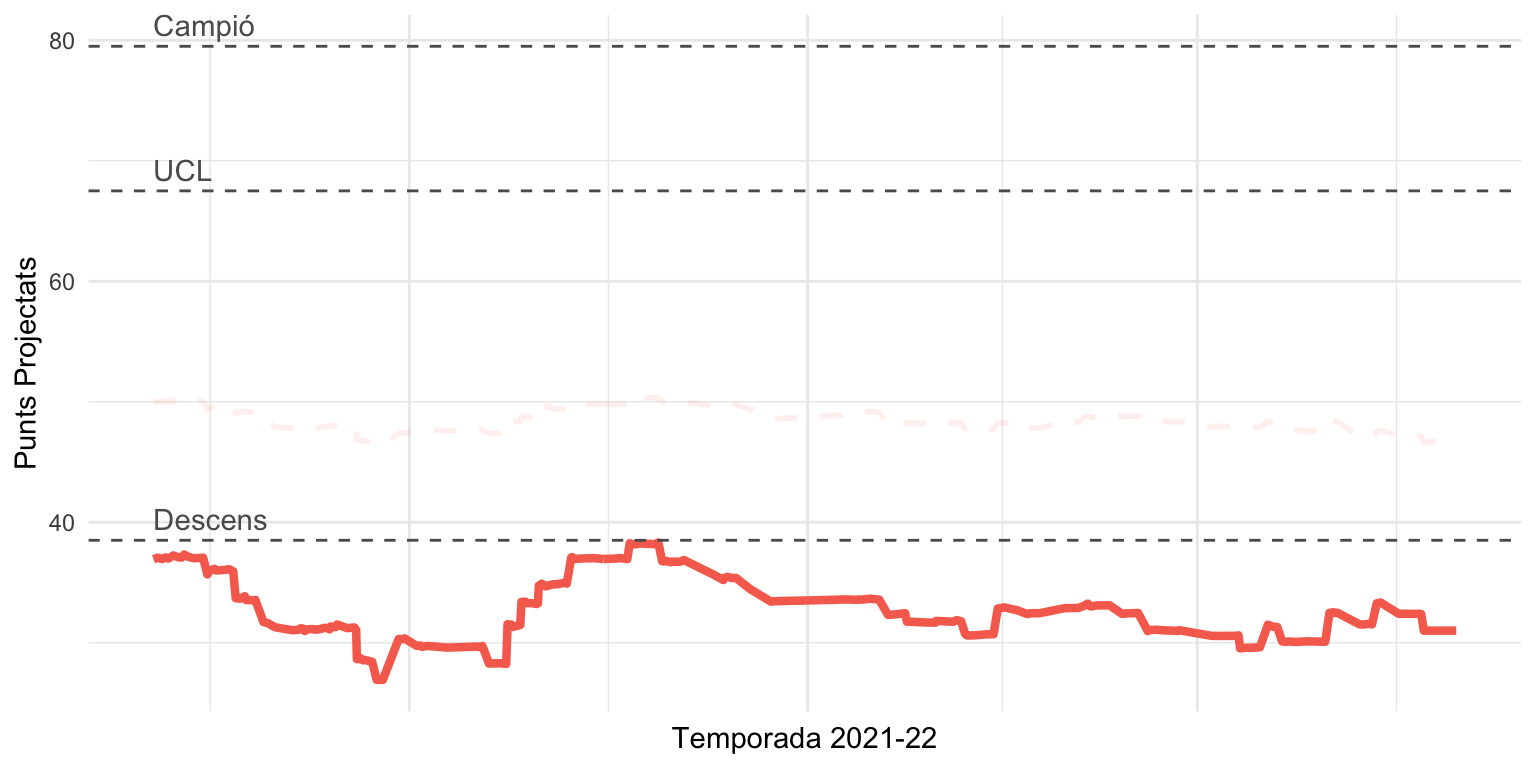 Campió
80
UCL
60
Punts Projectats
Descens
40
Temporada 2021-22